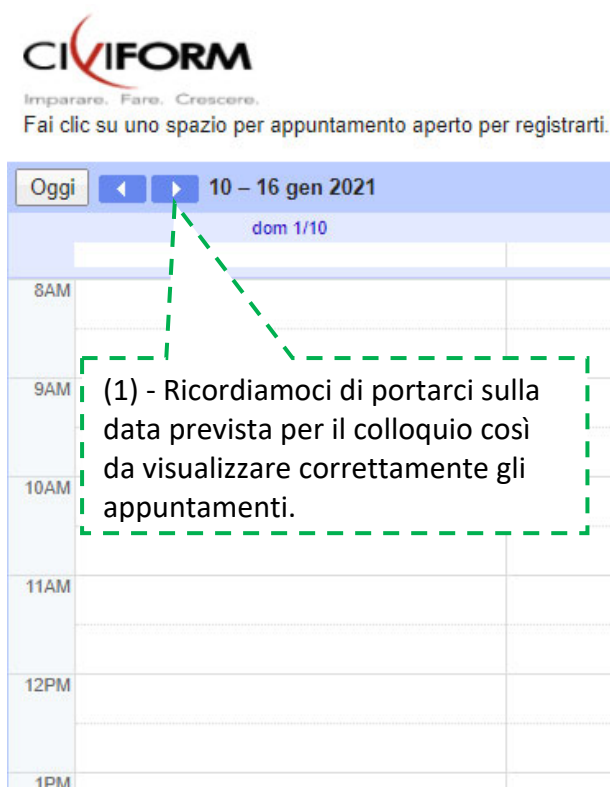 CIVIFORM
Imparare. Fare. Crescere.
Fai clic su uno spazio per appuntamento aperto per registrarti.
Oggi 10 – 16 gen 2021
dom 1/10
8AM
9AM
(1) - Ricordiamoci di portarci sulla
data prevista per il colloquio così
da visualizzare correttamente gli
appuntamenti.
10AM
11AM
12PM
1PM